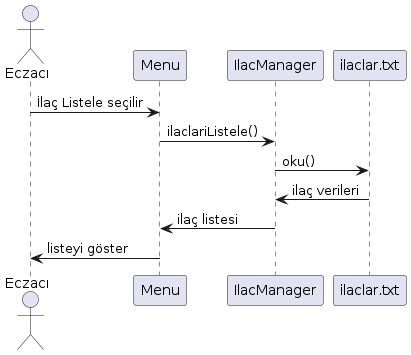 Eczacı
Menu
IlacManager
ilaclar.txt
İlaç Listele seçilir
ilaclariListele()
oku()
ilaç verileri
ilaç listesi
listeyi göster
Eczacı
Menu
IlacManager
ilaclar.txt